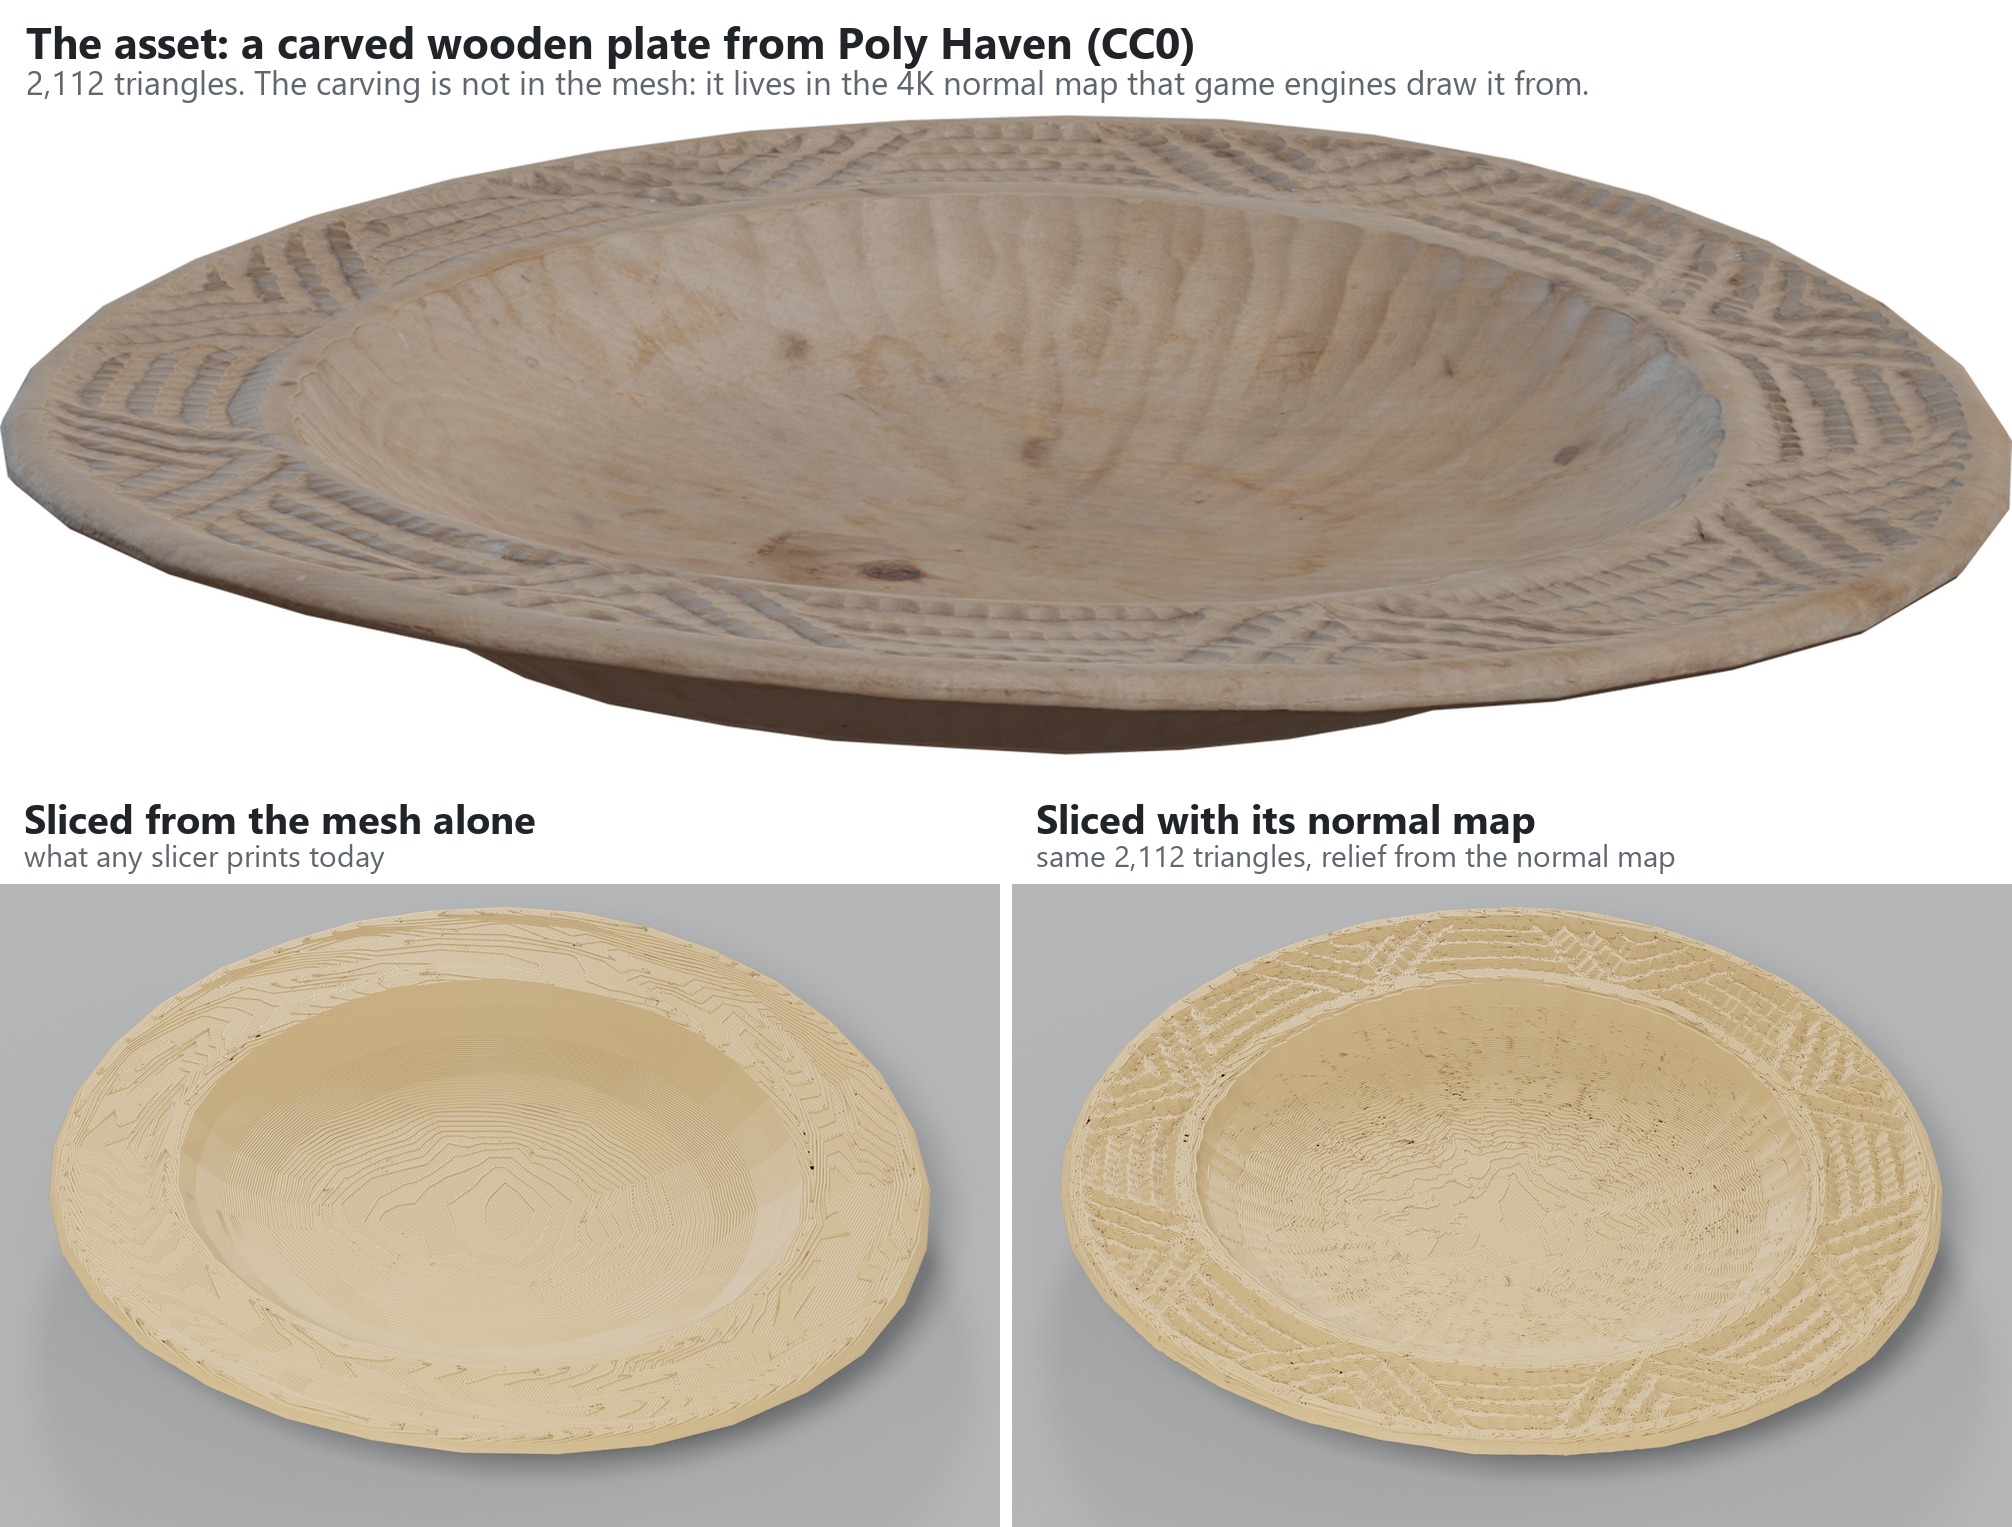 The asset: a carved wooden plate from Poly Haven (CC0)
2,112 triangles. The carving is not in the mesh: it lives in the 4K normal map that game engines draw it from.
Sliced from the mesh alone
what any slicer prints today
Sliced with its normal map
same 2,112 triangles, relief from the normal map